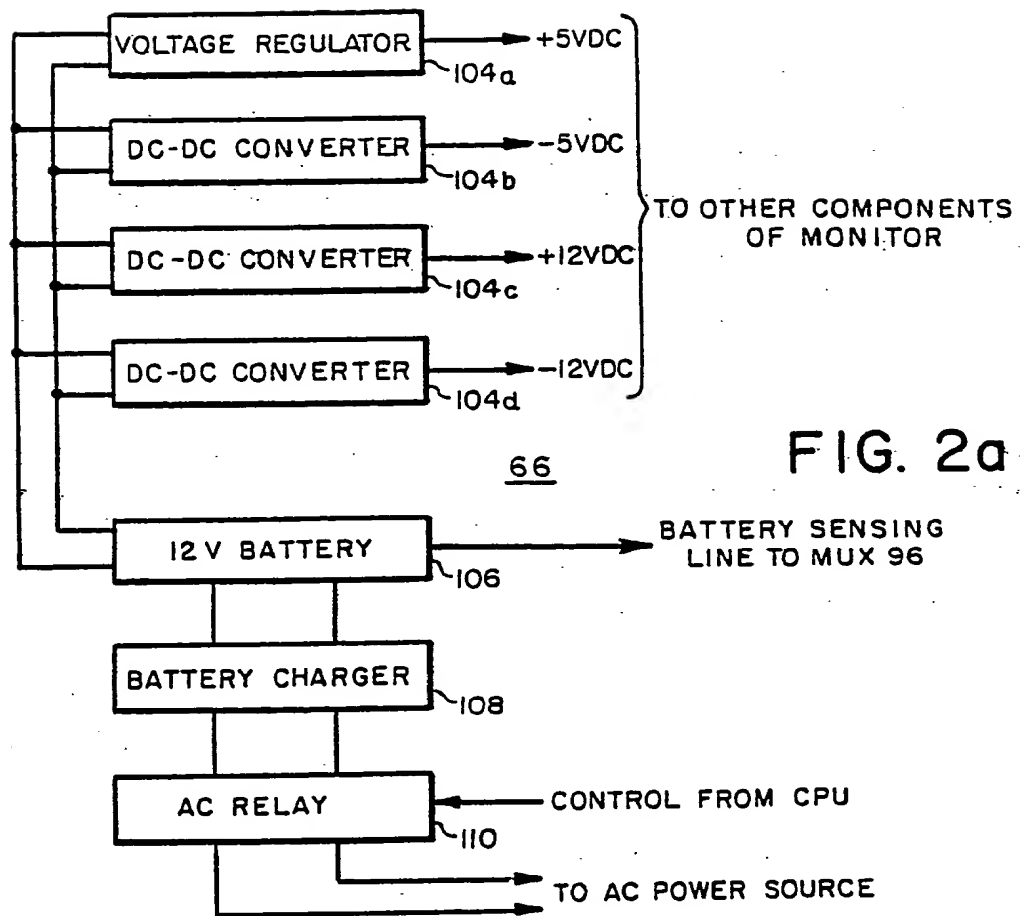 VOLTAGE REGULATOR
+5VDC
104a
DC-DC CONVERTER
-5VDC
104b
TO OTHER COMPONENTS
OF MONITOR
DC-DC CONVERTER
+12VDC
104c
DC-DC CONVERTER
-12VDC
104d
FIG. 2a
66
12V BATTERY
106
BATTERY SENSING
LINE TO MUX 96
BATTERY CHARGER
108
AC RELAY
110
CONTROL FROM CPU
TO AC POWER SOURCE